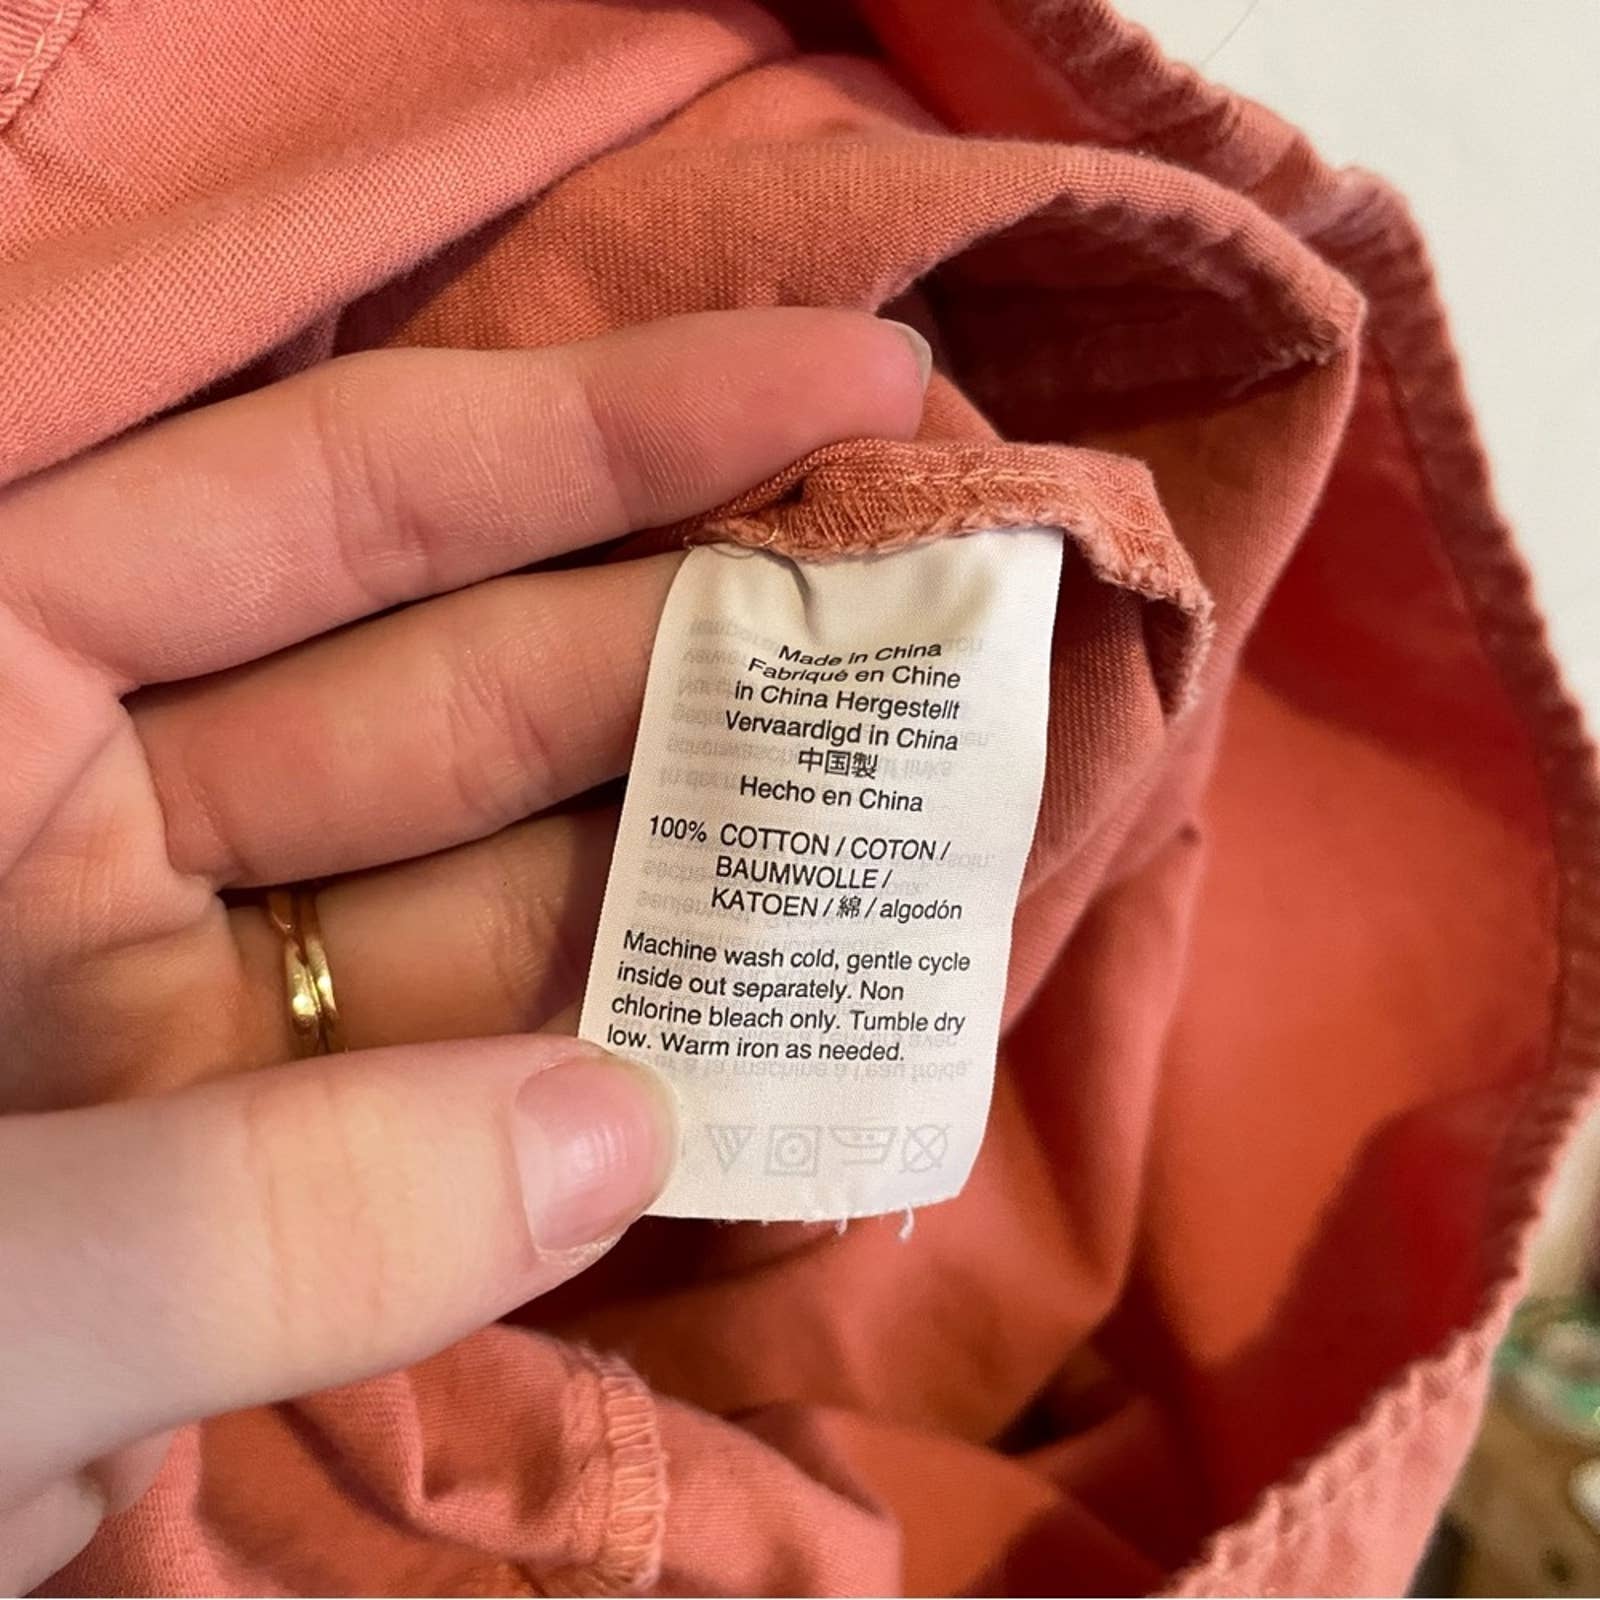 Made in China
Fabriqué en Chine
in China Hergestellt
Vervaardigd in China
中国製
Hecho en China
100% COTTON / COTON /
BAUMWOLLE /
KATOEN / 綿 / algodón
Machine wash cold, gentle cycle
inside out separately. Non
chlorine bleach only. Tumble dry
low. Warm iron as needed.